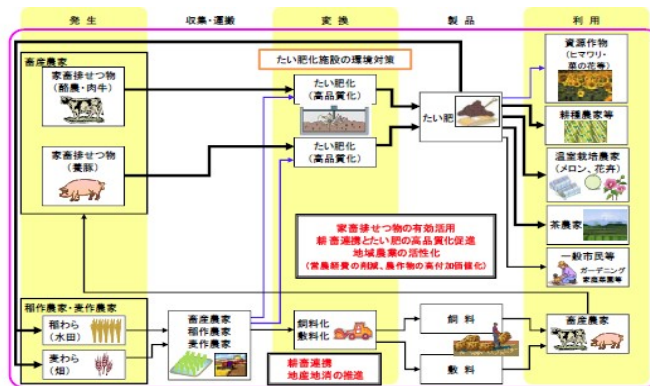 発 生
収集・運搬
変 換
製 品
利 用
畜産農家
家畜排せつ物
(酪農・肉牛)
家畜排せつ物
(養豚)
たい肥化施設の環境対策
たい肥化
(高品質化)
たい肥化
(高品質化)
たい肥
資源作物
(ヒマワリ・
菜の花等)
耕種農家等
温室栽培農家
(メロン、花卉)
茶農家
一般市民等
ガーデニング
家庭菜園等
家畜排せつ物の有効活用
耕畜連携とたい肥の高品質化促進
地域農業の活性化
(営農経費の削減、農作物の高付加価値化)
稲作農家・麦作農家
稲わら
(水田)
麦わら
(畑)
畜産農家
稲作農家
麦作農家
飼料化
敷料化
飼 料
敷 料
畜産農家
耕畜連携
地産地消の推進